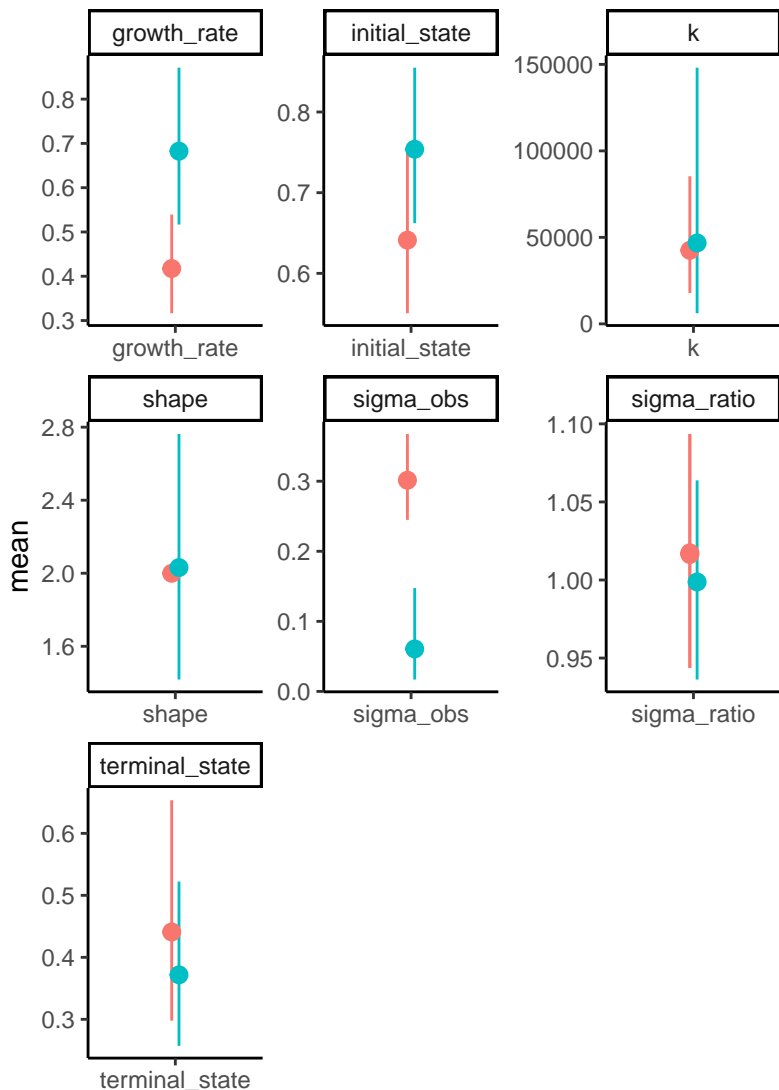 growth_rate
initial_state
k
0.8
0.7
0.6
0.5
0.4
0.3
growth_rate
0.8
0.7
0.6
initial_state
150000
100000
50000
0
k
shape
sigma_obs
sigma_ratio
mean
2.8
2.4
2.0
1.6
shape
0.3
0.2
0.1
0.0
sigma_obs
1.10
1.05
1.00
0.95
sigma_ratio
terminal_state
0.6
0.5
0.4
0.3
terminal_state